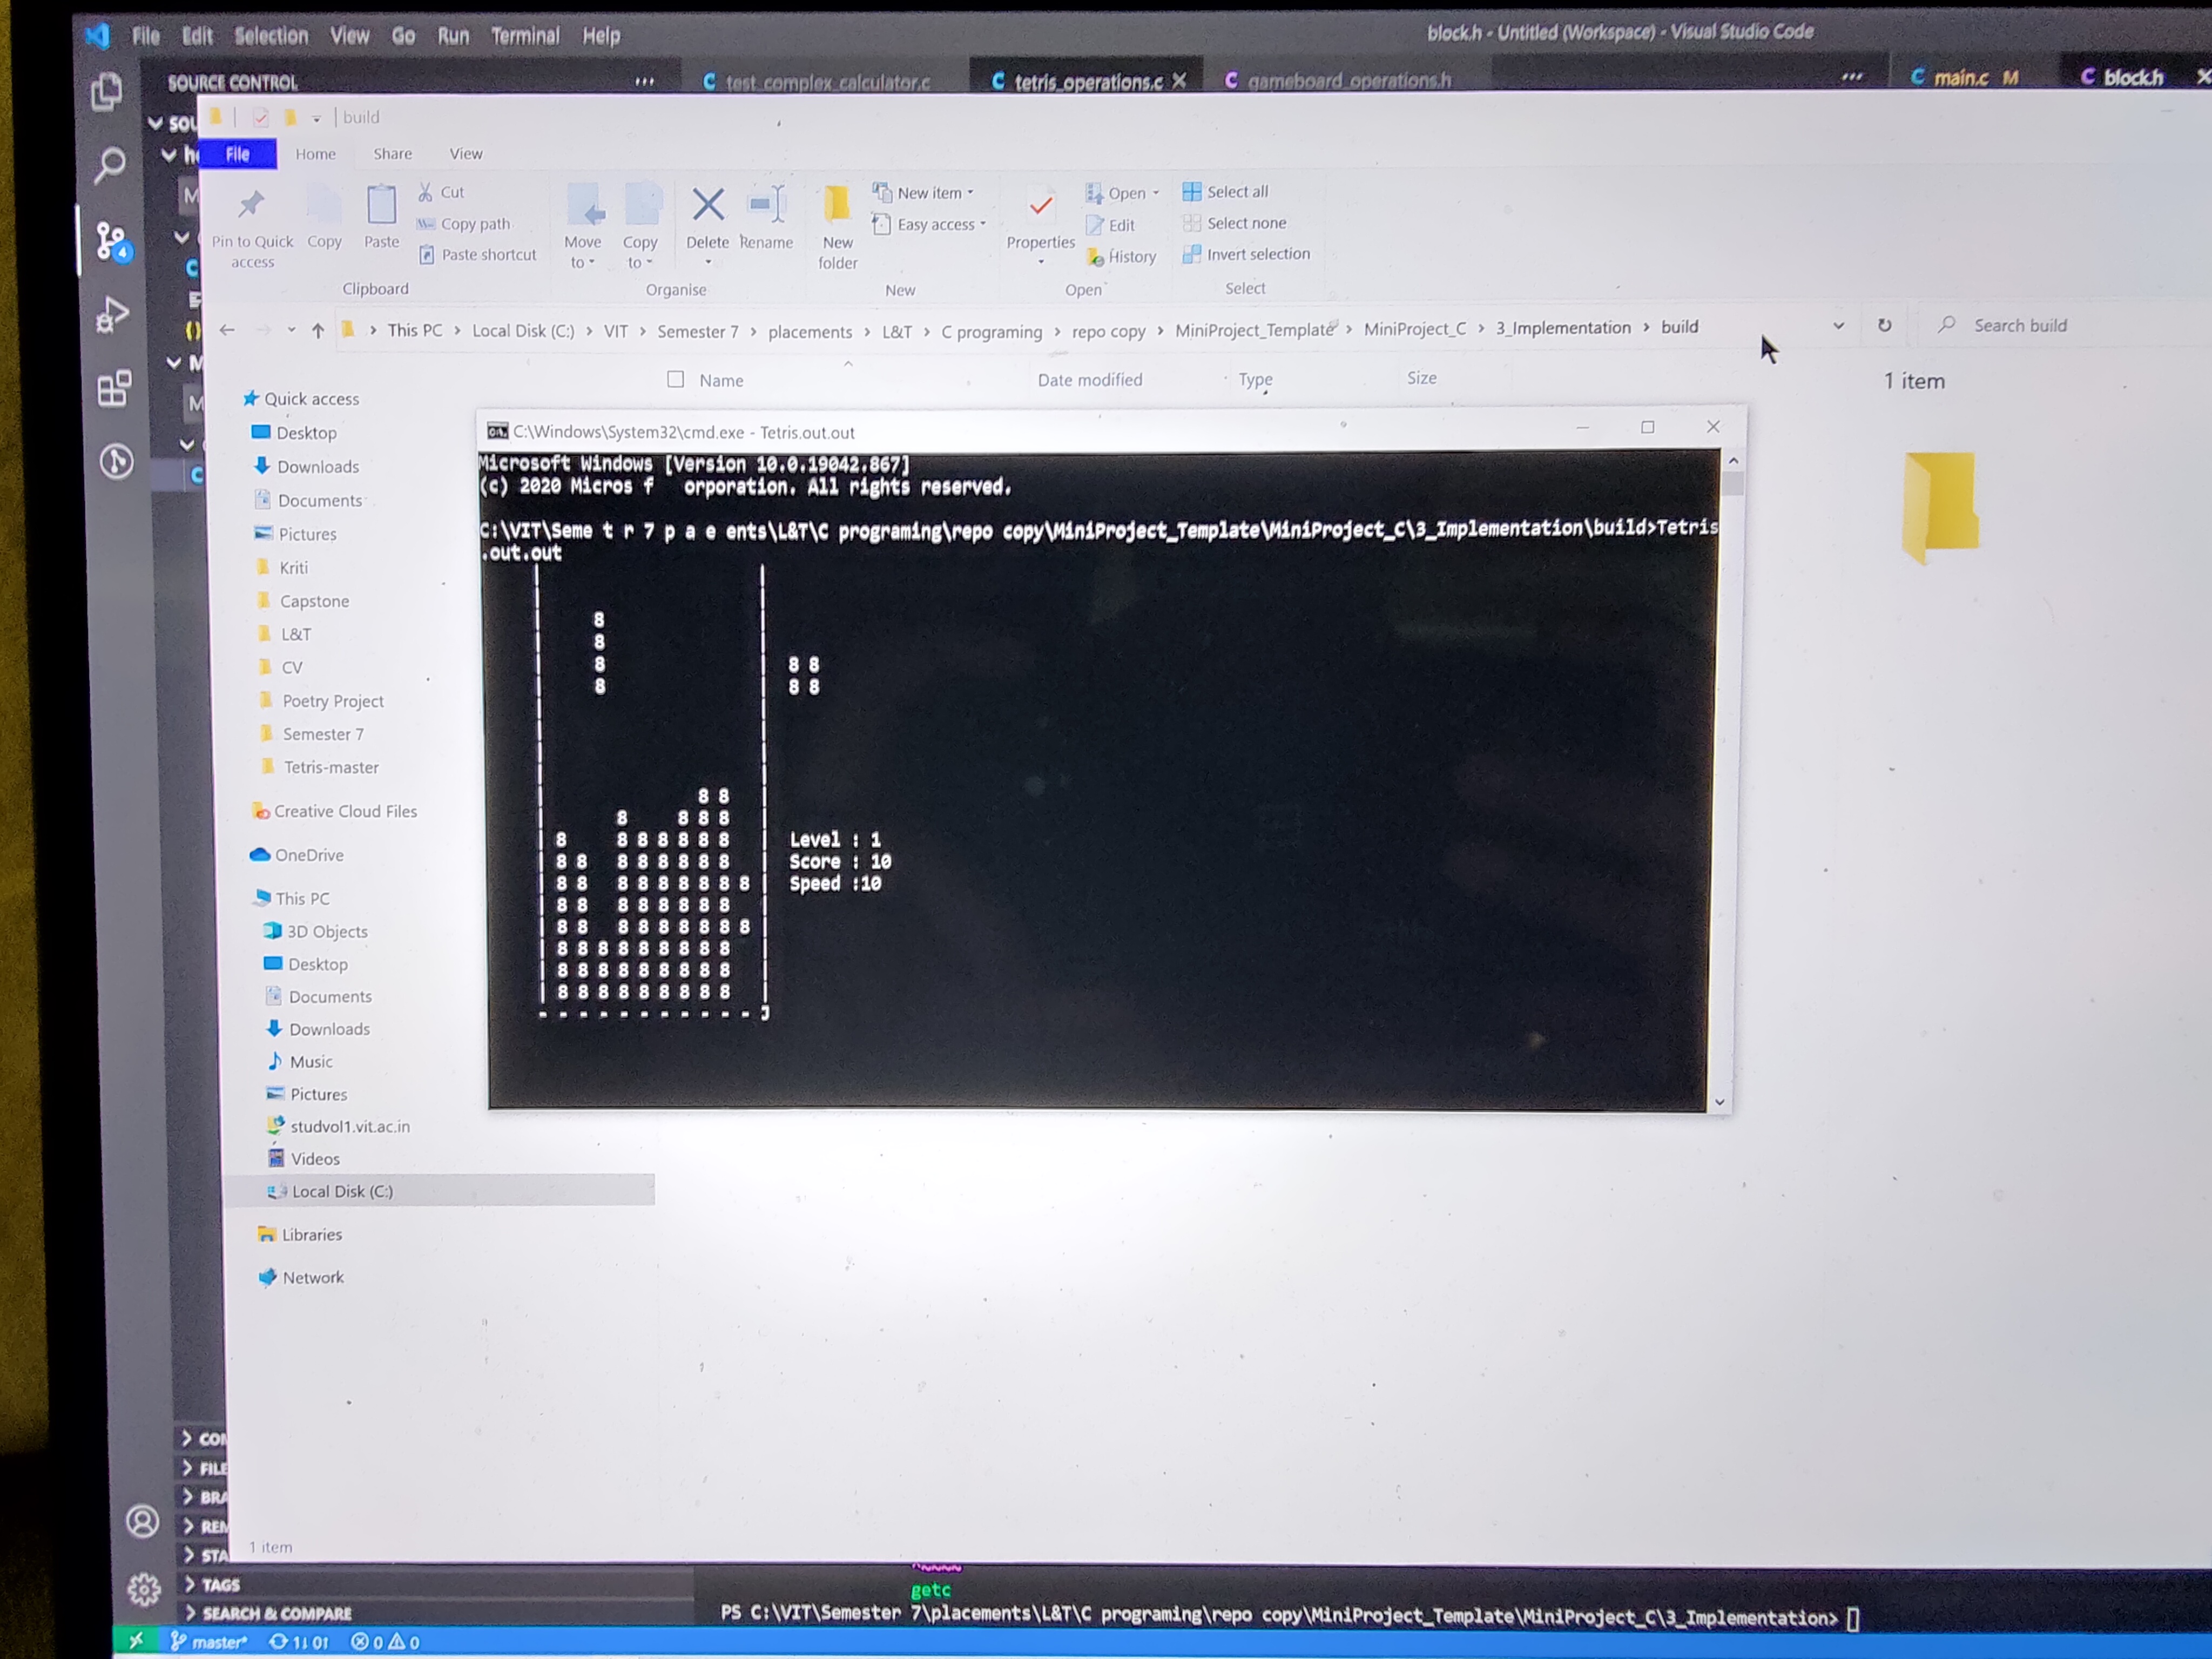 File Edit Selection View Go Run Terminal Help block.h - Untitled (Workspace) - Visual Studio Code
SOURCE CONTROL ... test_complex_calculator.c tetris_operations.c gameboard_operations.h ... main.c M block.h
build
File Home Share View
Pin to Quick access
Copy
Paste
Cut
Copy path
Paste shortcut
Clipboard
Move to
Copy to
Delete
Rename
Organise
New folder
New item
Easy access
New
Properties
Open
Edit
History
Open
Select all
Select none
Invert selection
Select
This PC > Local Disk (C:) > VIT > Semester 7 > placements > L&T > C programing > repo copy > MiniProject_Template > MiniProject_C > 3_Implementation > build
Search build
Name Date modified Type Size
1 item
Quick access
Desktop
Downloads
Documents
Pictures
Kriti
Capstone
L&T
CV
Poetry Project
Semester 7
Tetris-master
Creative Cloud Files
OneDrive
This PC
3D Objects
Desktop
Documents
Downloads
Music
Pictures
studvol1.vit.ac.in
Videos
Local Disk (C:)
Libraries
Network
1 item
C:\Windows\System32\cmd.exe - Tetris.out.out
Microsoft Windows [Version 10.0.19042.867]
(c) 2020 Micros f   orporation. All rights reserved.
C:\VIT\Seme t r 7 p a e ents\L&T\C programing\repo copy\MiniProject_Template\MiniProject_C\3_Implementation\build>Tetris
.out.out
8
8
8 8 8
8 8 8
8 8
8 8 8 8
8 8 8 8 8 8 8 Level : 1
8 8 8 8 8 8 8 8 Score : 10
8 8 8 8 8 8 8 8 8 Speed :10
8 8 8 8 8 8 8 8
8 8 8 8 8 8 8 8 8
8 8 8 8 8 8 8 8 8
8 8 8 8 8 8 8 8 8
8 8 8 8 8 8 8 8 8
- - - - - - - - - - - J
TAGS
SEARCH & COMPARE
getc
PS C:\VIT\Semester 7\placements\L&T\C programing\repo copy\MiniProject_Template\MiniProject_C\3_Implementation>
master* 1↓ 0↑ 0 0